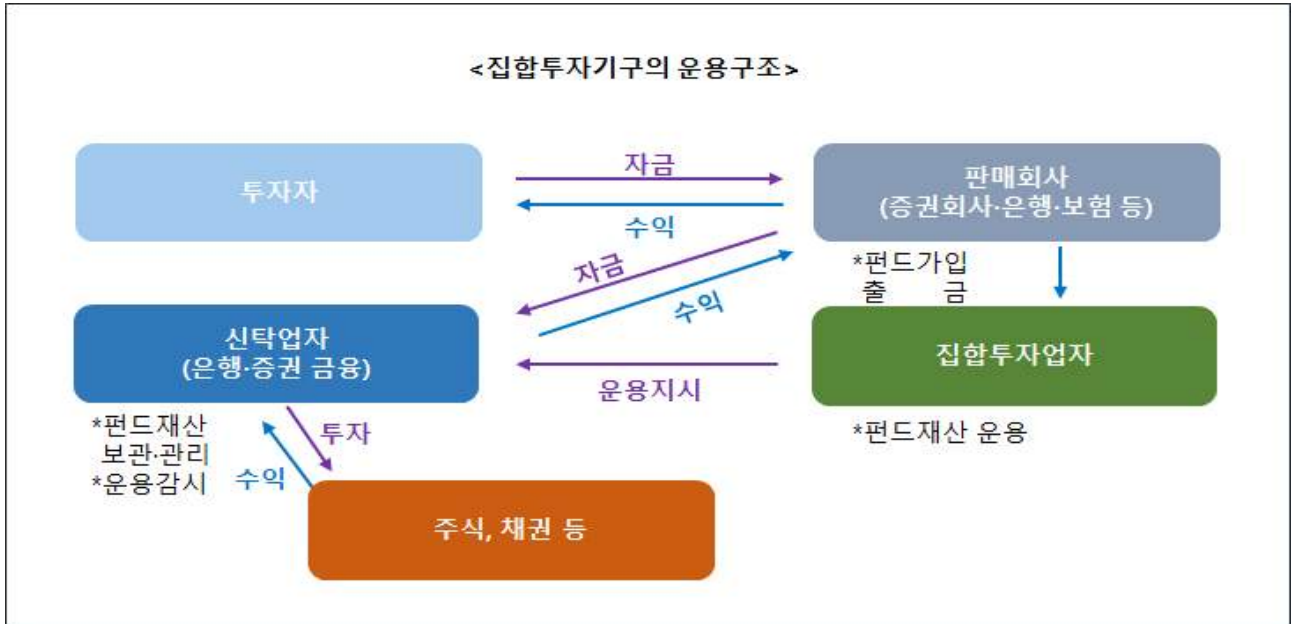 <집합투자기구의 운용구조>
투자자
자금
수익
판매회사
(증권회사·은행·보험 등)
자금
수익
*펀드가입
출 금
신탁업자
(은행·증권 금융)
운용지시
집합투자업자
*펀드재산
보관·관리
*운용감시
투자
수익
*펀드재산 운용
주식, 채권 등